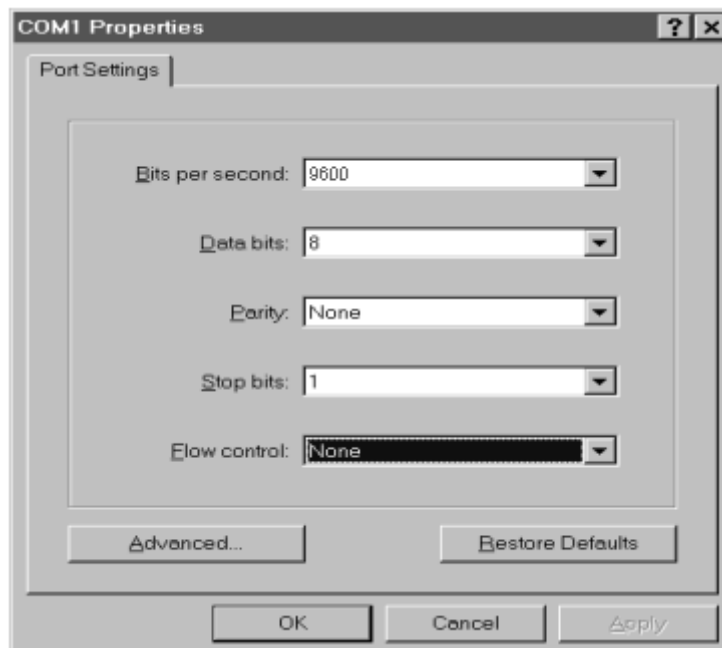 COM1 Properties
Port Settings
Bits per second: 9600
Data bits: 8
Parity: None
Stop bits: 1
Flow control: None
Advanced...
Restore Defaults
OK
Cancel
Apply